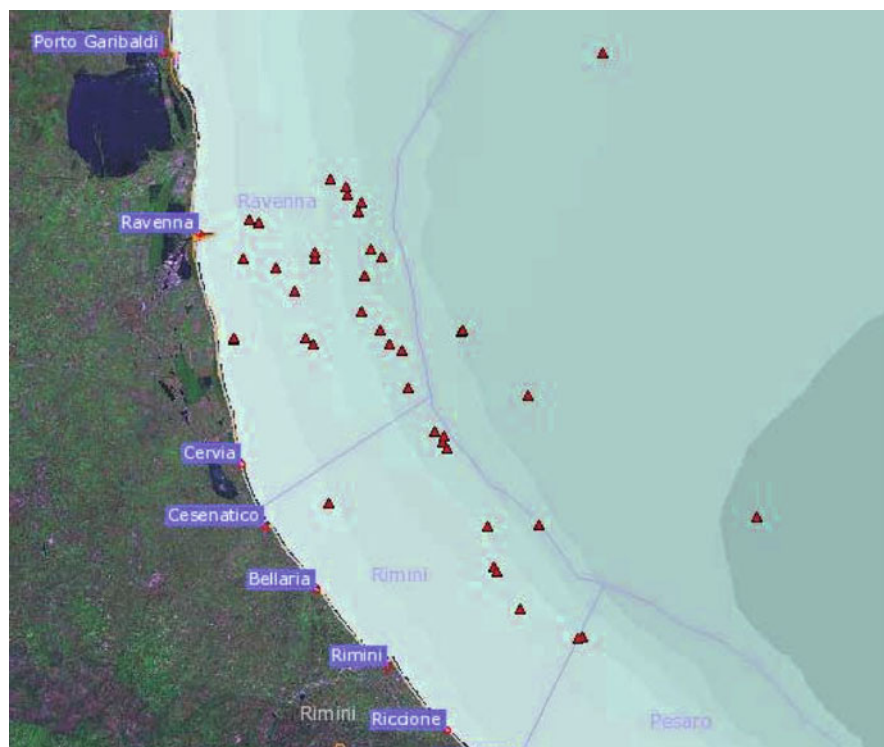 Porto Garibaldi
Ravenna
Ravenna
Cervia
Cesenatico
Bellaria
Rimini
Rimini
Rimini
Riccione
Pesaro